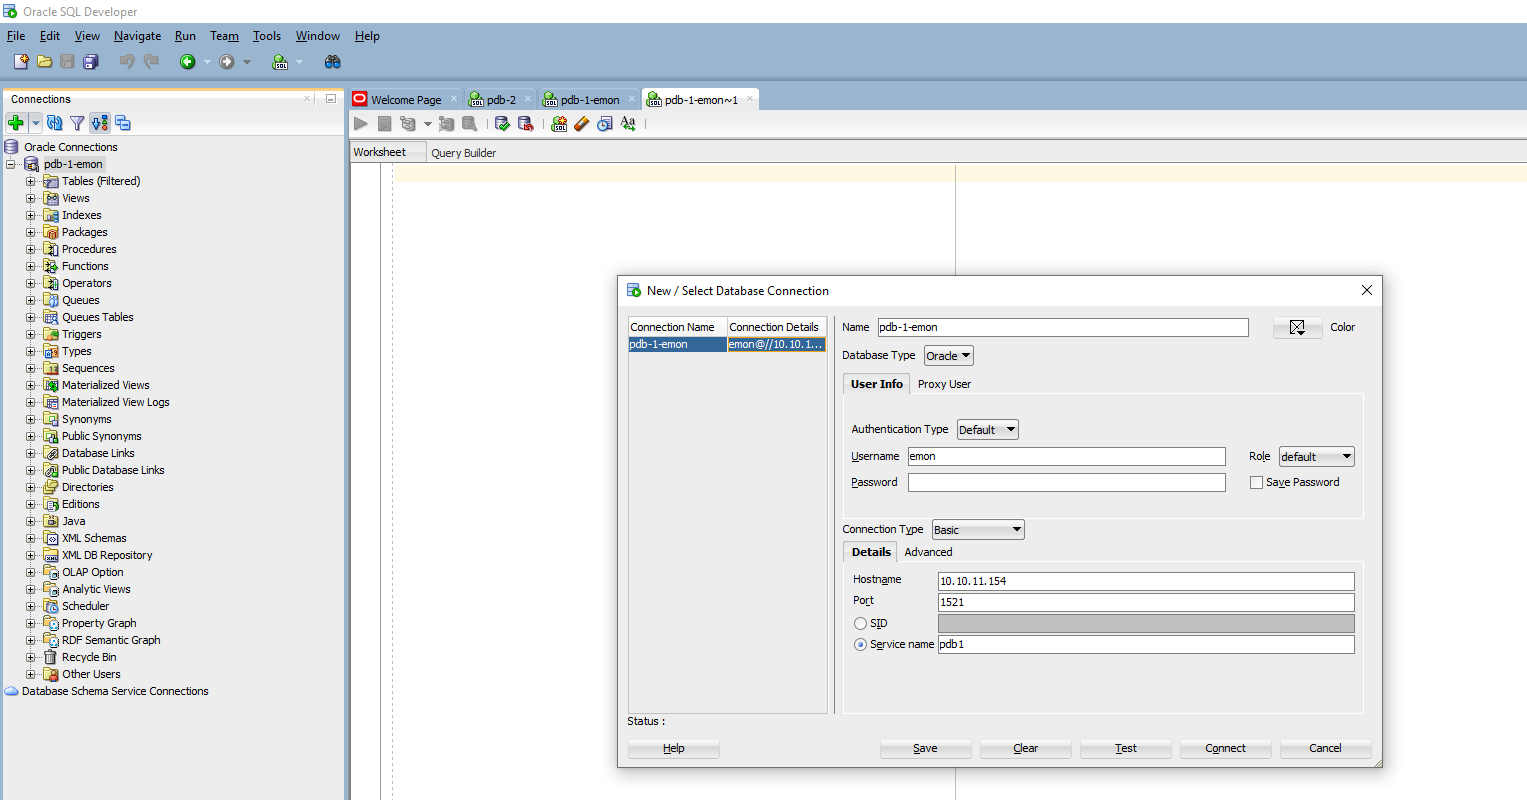 Oracle SQL Developer
File Edit View Navigate Run Team Tools Window Help
Connections
Oracle Connections
pdb-1-emon
Tables (Filtered)
Views
Indexes
Packages
Procedures
Functions
Operators
Queues
Queues Tables
Triggers
Types
Sequences
Materialized Views
Materialized View Logs
Synonyms
Public Synonyms
Database Links
Public Database Links
Directories
Editions
Java
XML Schemas
XML DB Repository
OLAP Option
Analytic Views
Scheduler
Property Graph
RDF Semantic Graph
Recycle Bin
Other Users
Database Schema Service Connections
Welcome Page pdb-2 pdb-1-emon pdb-1-emon~1
Worksheet Query Builder
New / Select Database Connection
Connection Name Connection Details
pdb-1-emon emon@//10.10.1...
Name pdb-1-emon Color
Database Type Oracle
User Info Proxy User
Authentication Type Default
Username emon Role default
Password Save Password
Connection Type Basic
Details Advanced
Hostname 10.10.11.154
Port 1521
SID
Service name pdb1
Status :
Help Save Clear Test Connect Cancel